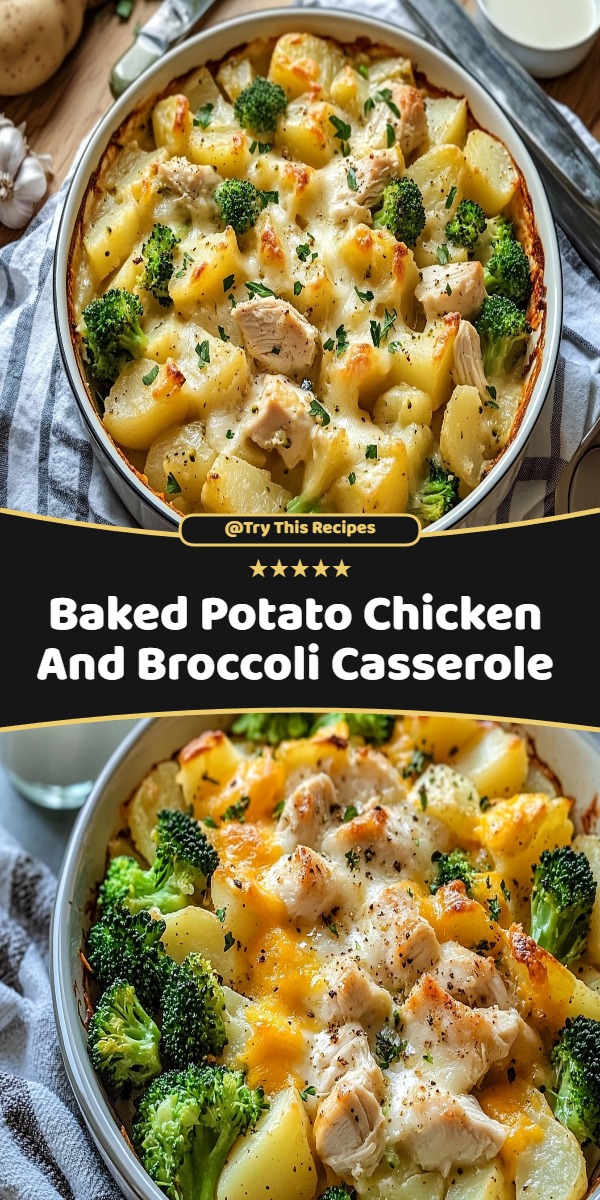 @Try This Recipes
★★★★★
Baked Potato Chicken
And Broccoli Casserole